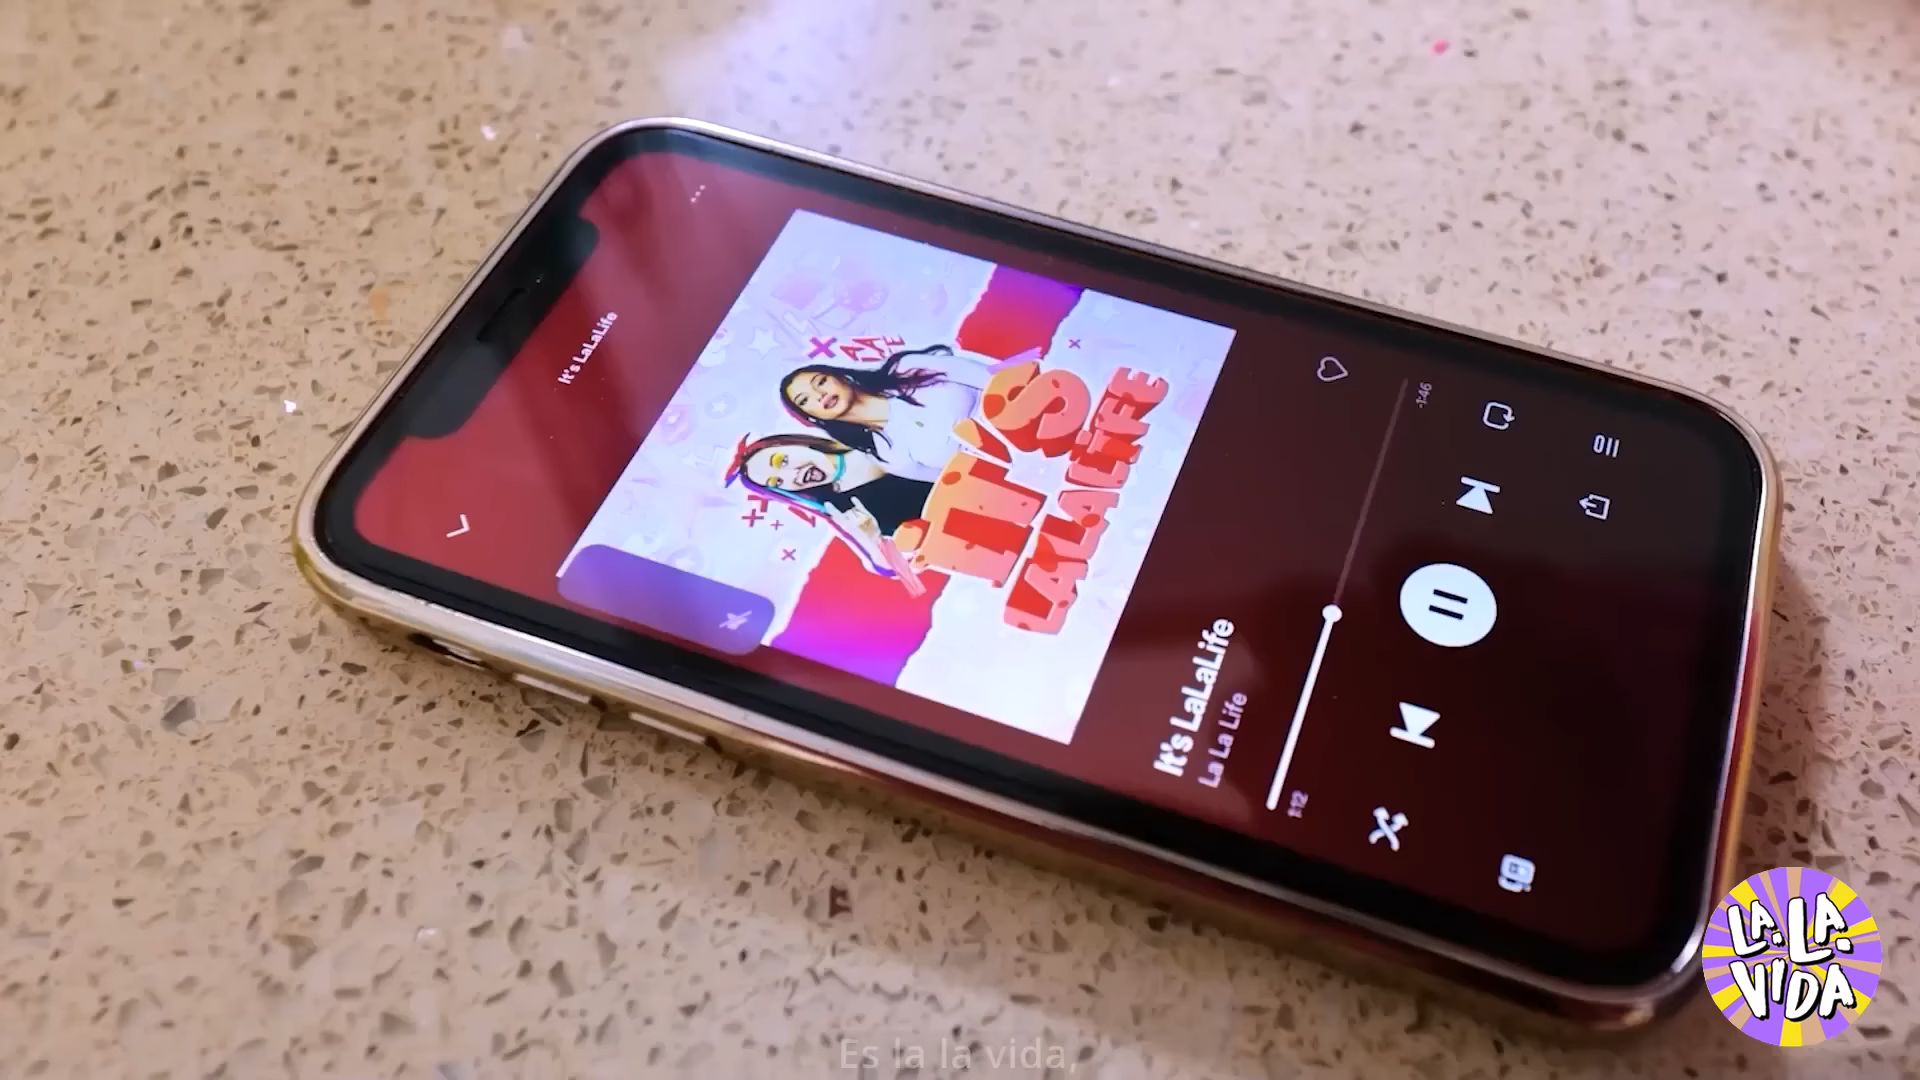 It's LaLaLife
IT'S
LALALIFE
It's LaLaLife
La La Life
1:12
-1:46
LA LA
VIDA
Es la la vida,